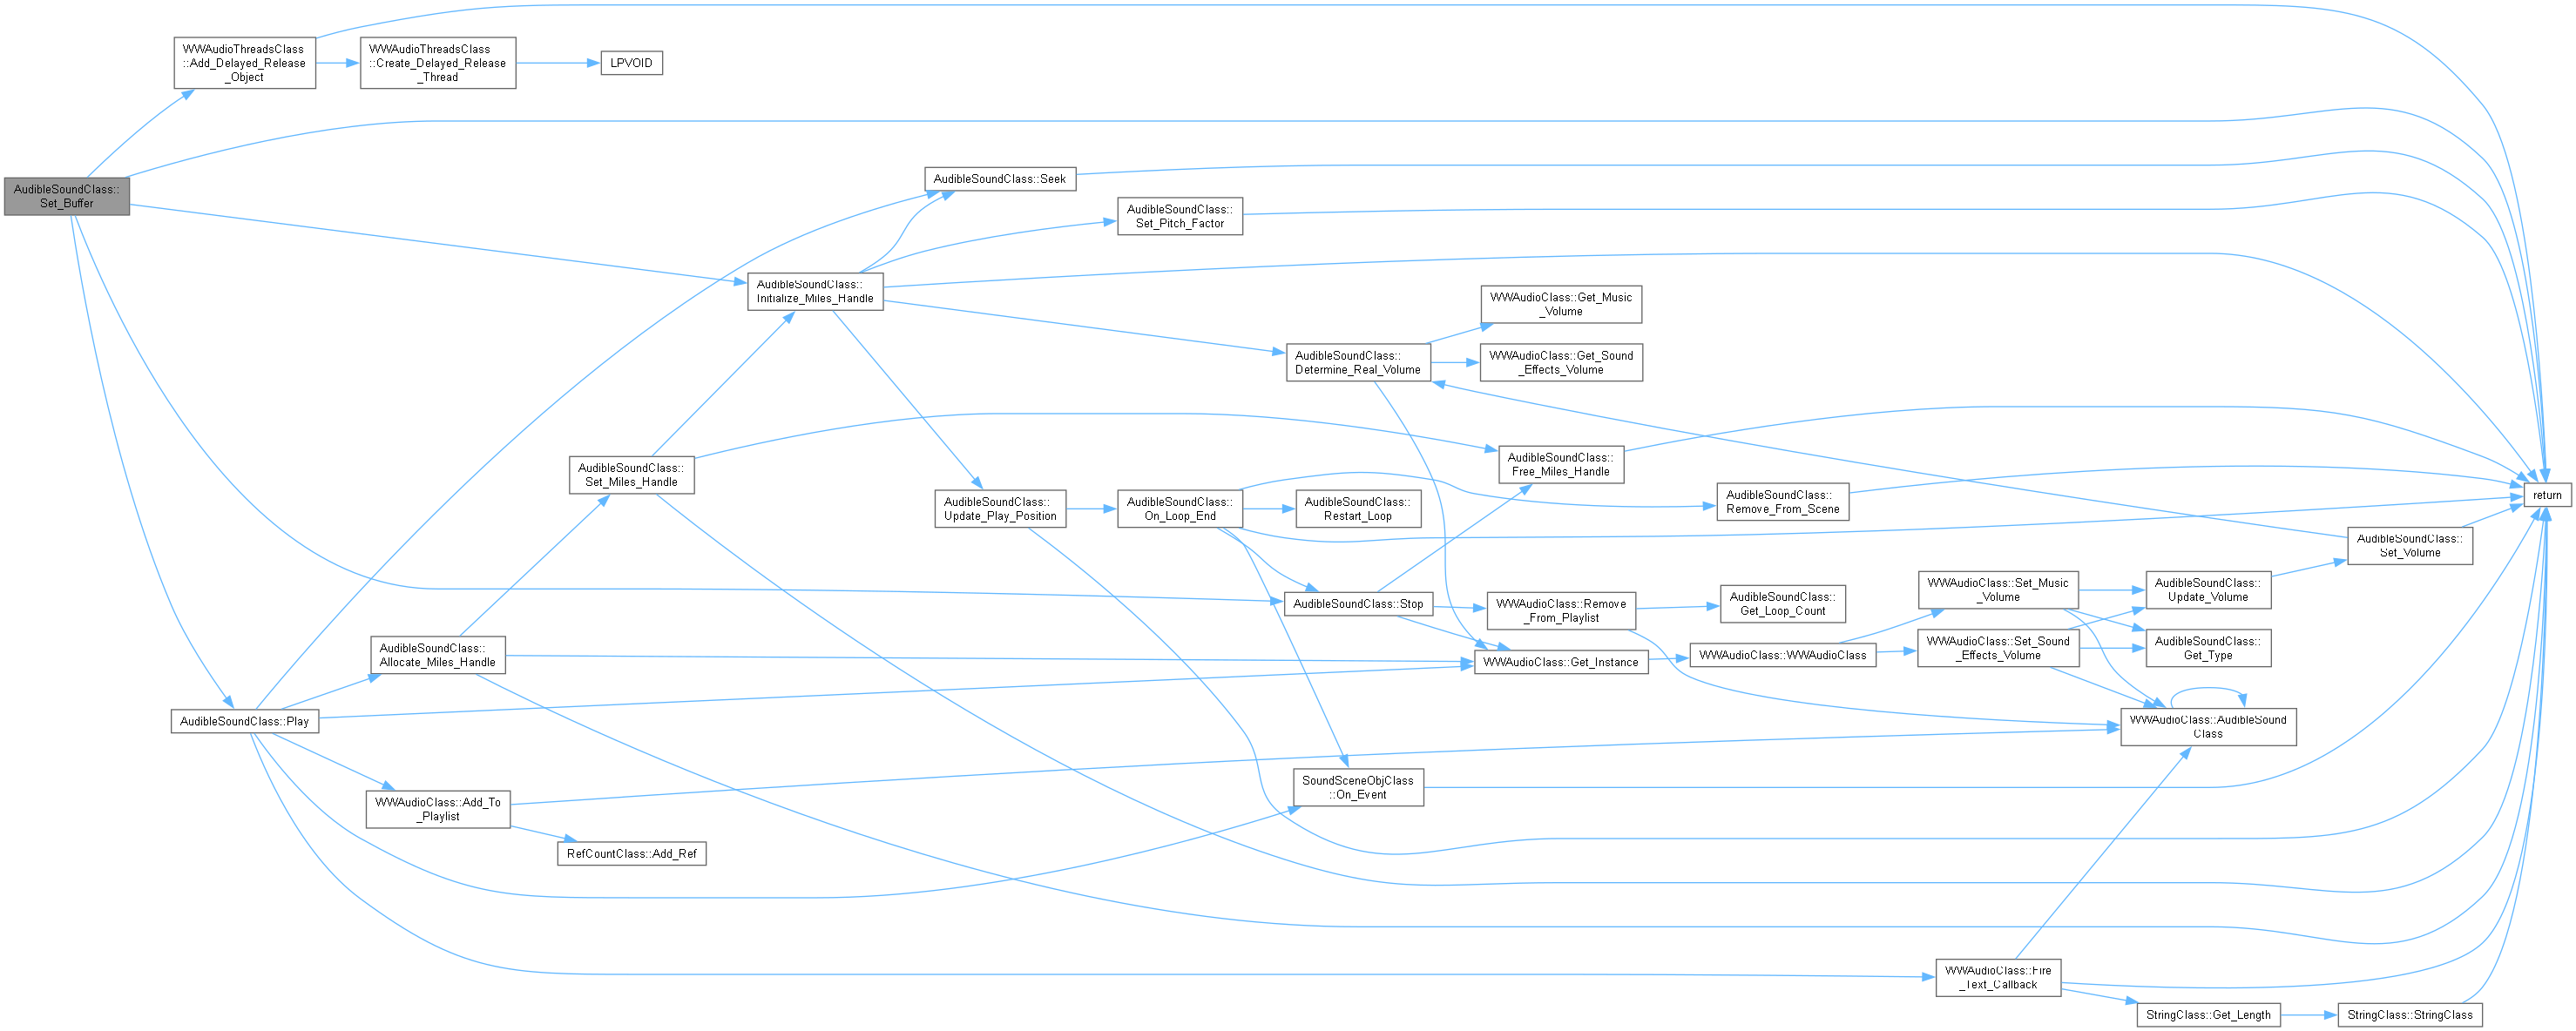 WWAudioThreadsClass
::Add_Delayed_Release
_Object
WWAudioThreadsClass
::Create_Delayed_Release
_Thread
LPVOID
AudibleSoundClass::
Set_Buffer
AudibleSoundClass::Seek
AudibleSoundClass::
Set_Pitch_Factor
AudibleSoundClass::
Initialize_Miles_Handle
WWAudioClass::Get_Music
_Volume
AudibleSoundClass::
Determine_Real_Volume
WWAudioClass::Get_Sound
_Effects_Volume
AudibleSoundClass::
Set_Miles_Handle
AudibleSoundClass::
Free_Miles_Handle
AudibleSoundClass::
Update_Play_Position
AudibleSoundClass::
On_Loop_End
AudibleSoundClass::
Restart_Loop
AudibleSoundClass::
Remove_From_Scene
return
AudibleSoundClass::
Set_Volume
AudibleSoundClass::Stop
WWAudioClass::Remove
_From_Playlist
AudibleSoundClass::
Get_Loop_Count
WWAudioClass::Set_Music
_Volume
AudibleSoundClass::
Update_Volume
AudibleSoundClass::
Allocate_Miles_Handle
WWAudioClass::Get_Instance
WWAudioClass::WWAudioClass
WWAudioClass::Set_Sound
_Effects_Volume
AudibleSoundClass::
Get_Type
AudibleSoundClass::Play
WWAudioClass::AudibleSound
Class
SoundSceneObjClass
::On_Event
WWAudioClass::Add_To
_Playlist
RefCountClass::Add_Ref
WWAudioClass::Fire
_Text_Callback
StringClass::Get_Length
StringClass::StringClass